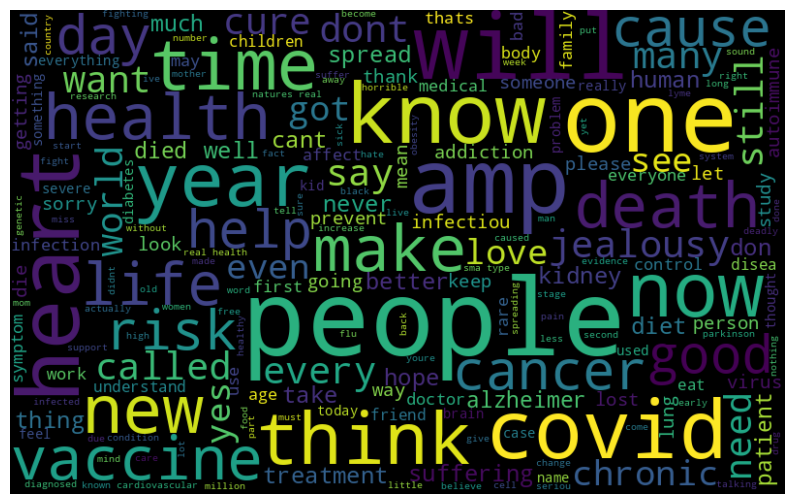 people
will
one
know
covid
heart
time
health
year
amp
death
now
make
think
new
vaccine
life
help
risk
cancer
good
day
cause
cure
dont
many
want
said
much
spread
got
thats
children
bad
body
family
someone
really
human
still
autoimmune
thank
medical
cant
died
well
say
mean
affect
addiction
see
let
please
everyone
study
world
sorry
severe
diabetes
look
never
prevent
infectiou
love
jealousy
don
disea
kidney
control
thought
even
going
first
better
keep
rare
diet
person
parkinson
called
every
yes
symptom
work
understand
thing
feel
use
age
take
hope
way
today
friend
doctor
alzheimer
brain
lost
lung
eat
virus
need
patient
treatment
suffering
chronic
name
case
used
infection
die
getting
something
everything
fighting
country
may
number
become
put
week
sound
right
long
lyme
yet
problem
system
ive
mother
suffer
away
natures real
horrible
research
start
fight
fact
hate
sick
obesity
kid
black
live
man
tell
sure
without
genetic
miss
mom
real health
increase
caused
evidence
deadly
done
didnt
made
sma type
actually
old
women
word
free
healthy
support
high
flu
back
youre
spreading
stage
pain
less
second
nothing
infected
due
condition
lot
food
part
must
give
come
mind
care
diagnosed
known
cardiovascular
million
little
believe
cell
seriou
change
talking
drug